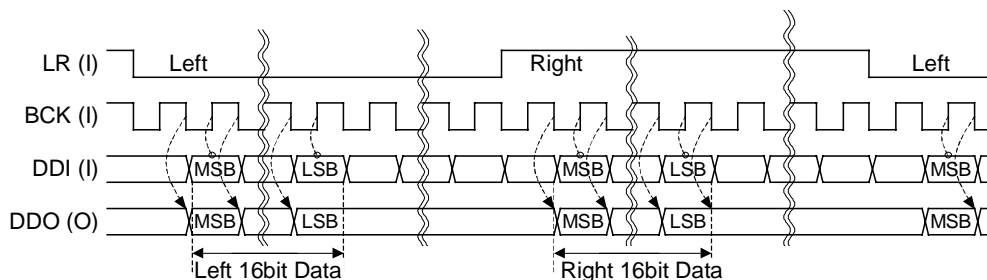 LR (I) Left Right Left
BCK (I)
DDI (I) MSB LSB MSB LSB MSB
DDO (O) MSB LSB MSB LSB MSB
Left 16bit Data Right 16bit Data